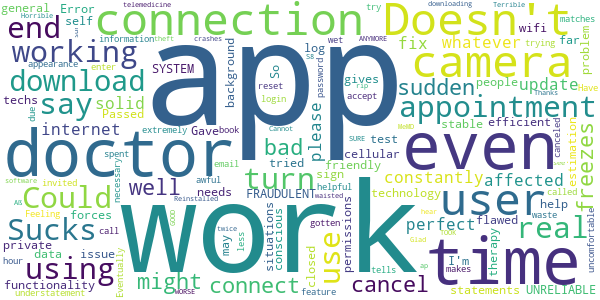 general Error try telemedicine downloading Terrible
Horrible
self
end
connection
Doesn't
information theft crashes
trying wifi matches
working
fix whatever far problem
appearance enter
SYSTEM
background
log wet
app
camera
download
So reset password accept rip
gives
Cannot login
techs
say solid
sudden people update
due
Passed
please
appointment
Have
internet Gave book
bad
test
ANYMORE
SURE
stable efficient
canceled
estimation
doctor
extremely
tried
cellular
even
freezes
spent
email
turn
friendly
sign
constantly affected
called
necessary
invited
Could
well needs
FRAUDULENT
helpful wasted
technology
user help
Feeling
awful
software
forces
might
situations
conscious
use
permissions
perfect flawed waste
Sucks
call
Reinstalled
work
real
uncomfortable
private
data issue
GOOD
may
twice
less
gotten
closed
tells
connect
cancel
I'm
therapy
time
hour
using
Eventually
WORSE
feature
ap makes
statements UNRELIABLE
functionality
understatement
Glad
Thanks
hear